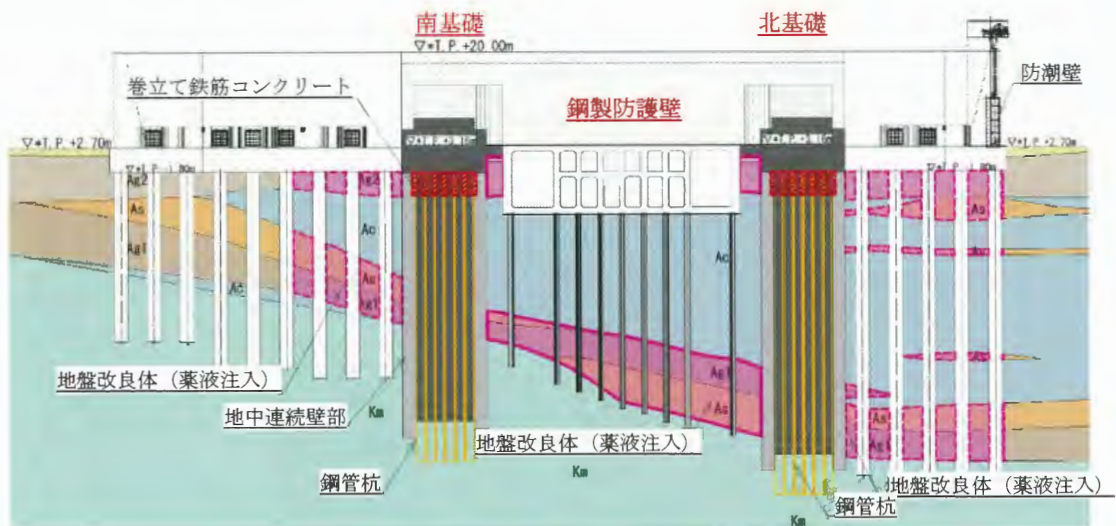 南基礎
北基礎
▽*T.P.+20.00m
巻立て鉄筋コンクリート
防潮壁
鋼製防護壁
▽*T.P.+2.70m
▽*T.P.+2.70m
Ag2
Ag2
As
As
Ac
Ac
Ag1
Ac
As
Ag1
Ag1
As
As
Ag1
地盤改良体（薬液注入）
地中連続壁部
Km
鋼管杭
地盤改良体（薬液注入）
Km
地盤改良体（薬液注入）
鋼管杭
Km